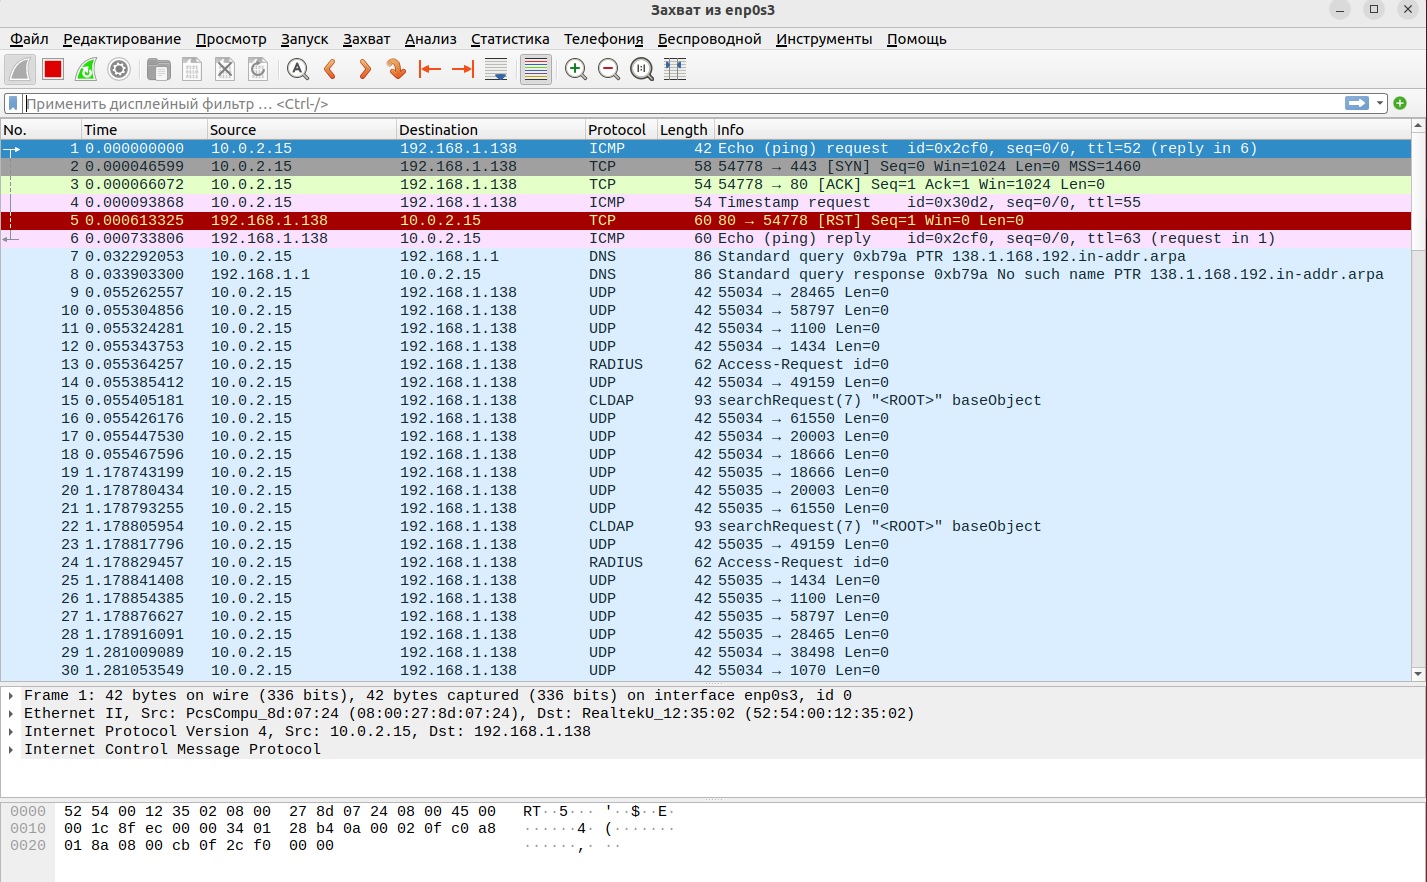 Захват из enp0s3
Файл Редактирование Просмотр Запуск Захват Анализ Статистика Телефония Беспроводной Инструменты Помощь
Применить дисплейный фильтр … <Ctrl-/>
No. Time Source Destination Protocol Length Info
1 0.000000000 10.0.2.15 192.168.1.138 ICMP 42 Echo (ping) request id=0x2cf0, seq=0/0, ttl=52 (reply in 6)
2 0.000046599 10.0.2.15 192.168.1.138 TCP 58 54778 → 443 [SYN] Seq=0 Win=1024 Len=0 MSS=1460
3 0.000066072 10.0.2.15 192.168.1.138 TCP 54 54778 → 80 [ACK] Seq=1 Ack=1 Win=1024 Len=0
4 0.000093868 10.0.2.15 192.168.1.138 ICMP 54 Timestamp request id=0x30d2, seq=0/0, ttl=55
5 0.000613325 192.168.1.138 10.0.2.15 TCP 60 80 → 54778 [RST] Seq=1 Win=0 Len=0
6 0.000733806 192.168.1.138 10.0.2.15 ICMP 60 Echo (ping) reply id=0x2cf0, seq=0/0, ttl=63 (request in 1)
7 0.032292053 10.0.2.15 192.168.1.1 DNS 86 Standard query 0xb79a PTR 138.1.168.192.in-addr.arpa
8 0.033903300 192.168.1.1 10.0.2.15 DNS 86 Standard query response 0xb79a No such name PTR 138.1.168.192.in-addr.arpa
9 0.055262557 10.0.2.15 192.168.1.138 UDP 42 55034 → 28465 Len=0
10 0.055304856 10.0.2.15 192.168.1.138 UDP 42 55034 → 58797 Len=0
11 0.055324281 10.0.2.15 192.168.1.138 UDP 42 55034 → 1100 Len=0
12 0.055343753 10.0.2.15 192.168.1.138 UDP 42 55034 → 1434 Len=0
13 0.055364257 10.0.2.15 192.168.1.138 RADIUS 62 Access-Request id=0
14 0.055385412 10.0.2.15 192.168.1.138 UDP 42 55034 → 49159 Len=0
15 0.055405181 10.0.2.15 192.168.1.138 CLDAP 93 searchRequest(7) "<ROOT>" baseObject
16 0.055426176 10.0.2.15 192.168.1.138 UDP 42 55034 → 61550 Len=0
17 0.055447530 10.0.2.15 192.168.1.138 UDP 42 55034 → 20003 Len=0
18 0.055467596 10.0.2.15 192.168.1.138 UDP 42 55034 → 18666 Len=0
19 1.178743199 10.0.2.15 192.168.1.138 UDP 42 55035 → 18666 Len=0
20 1.178780434 10.0.2.15 192.168.1.138 UDP 42 55035 → 20003 Len=0
21 1.178793255 10.0.2.15 192.168.1.138 UDP 42 55035 → 61550 Len=0
22 1.178805954 10.0.2.15 192.168.1.138 CLDAP 93 searchRequest(7) "<ROOT>" baseObject
23 1.178817796 10.0.2.15 192.168.1.138 UDP 42 55035 → 49159 Len=0
24 1.178829457 10.0.2.15 192.168.1.138 RADIUS 62 Access-Request id=0
25 1.178841408 10.0.2.15 192.168.1.138 UDP 42 55035 → 1434 Len=0
26 1.178854385 10.0.2.15 192.168.1.138 UDP 42 55035 → 1100 Len=0
27 1.178876627 10.0.2.15 192.168.1.138 UDP 42 55035 → 58797 Len=0
28 1.178916091 10.0.2.15 192.168.1.138 UDP 42 55035 → 28465 Len=0
29 1.281009089 10.0.2.15 192.168.1.138 UDP 42 55034 → 38498 Len=0
30 1.281053549 10.0.2.15 192.168.1.138 UDP 42 55034 → 1070 Len=0
Frame 1: 42 bytes on wire (336 bits), 42 bytes captured (336 bits) on interface enp0s3, id 0
Ethernet II, Src: PcsCompu_8d:07:24 (08:00:27:8d:07:24), Dst: RealtekU_12:35:02 (52:54:00:12:35:02)
Internet Protocol Version 4, Src: 10.0.2.15, Dst: 192.168.1.138
Internet Control Message Protocol
0000 52 54 00 12 35 02 08 00 27 8d 07 24 08 00 45 00 RT··5··· '··$··E·
0010 00 1c 8f ec 00 00 34 01 28 b4 0a 00 02 0f c0 a8 ······4· (·······
0020 01 8a 08 00 cb 0f 2c f0 00 00 ······,· ··